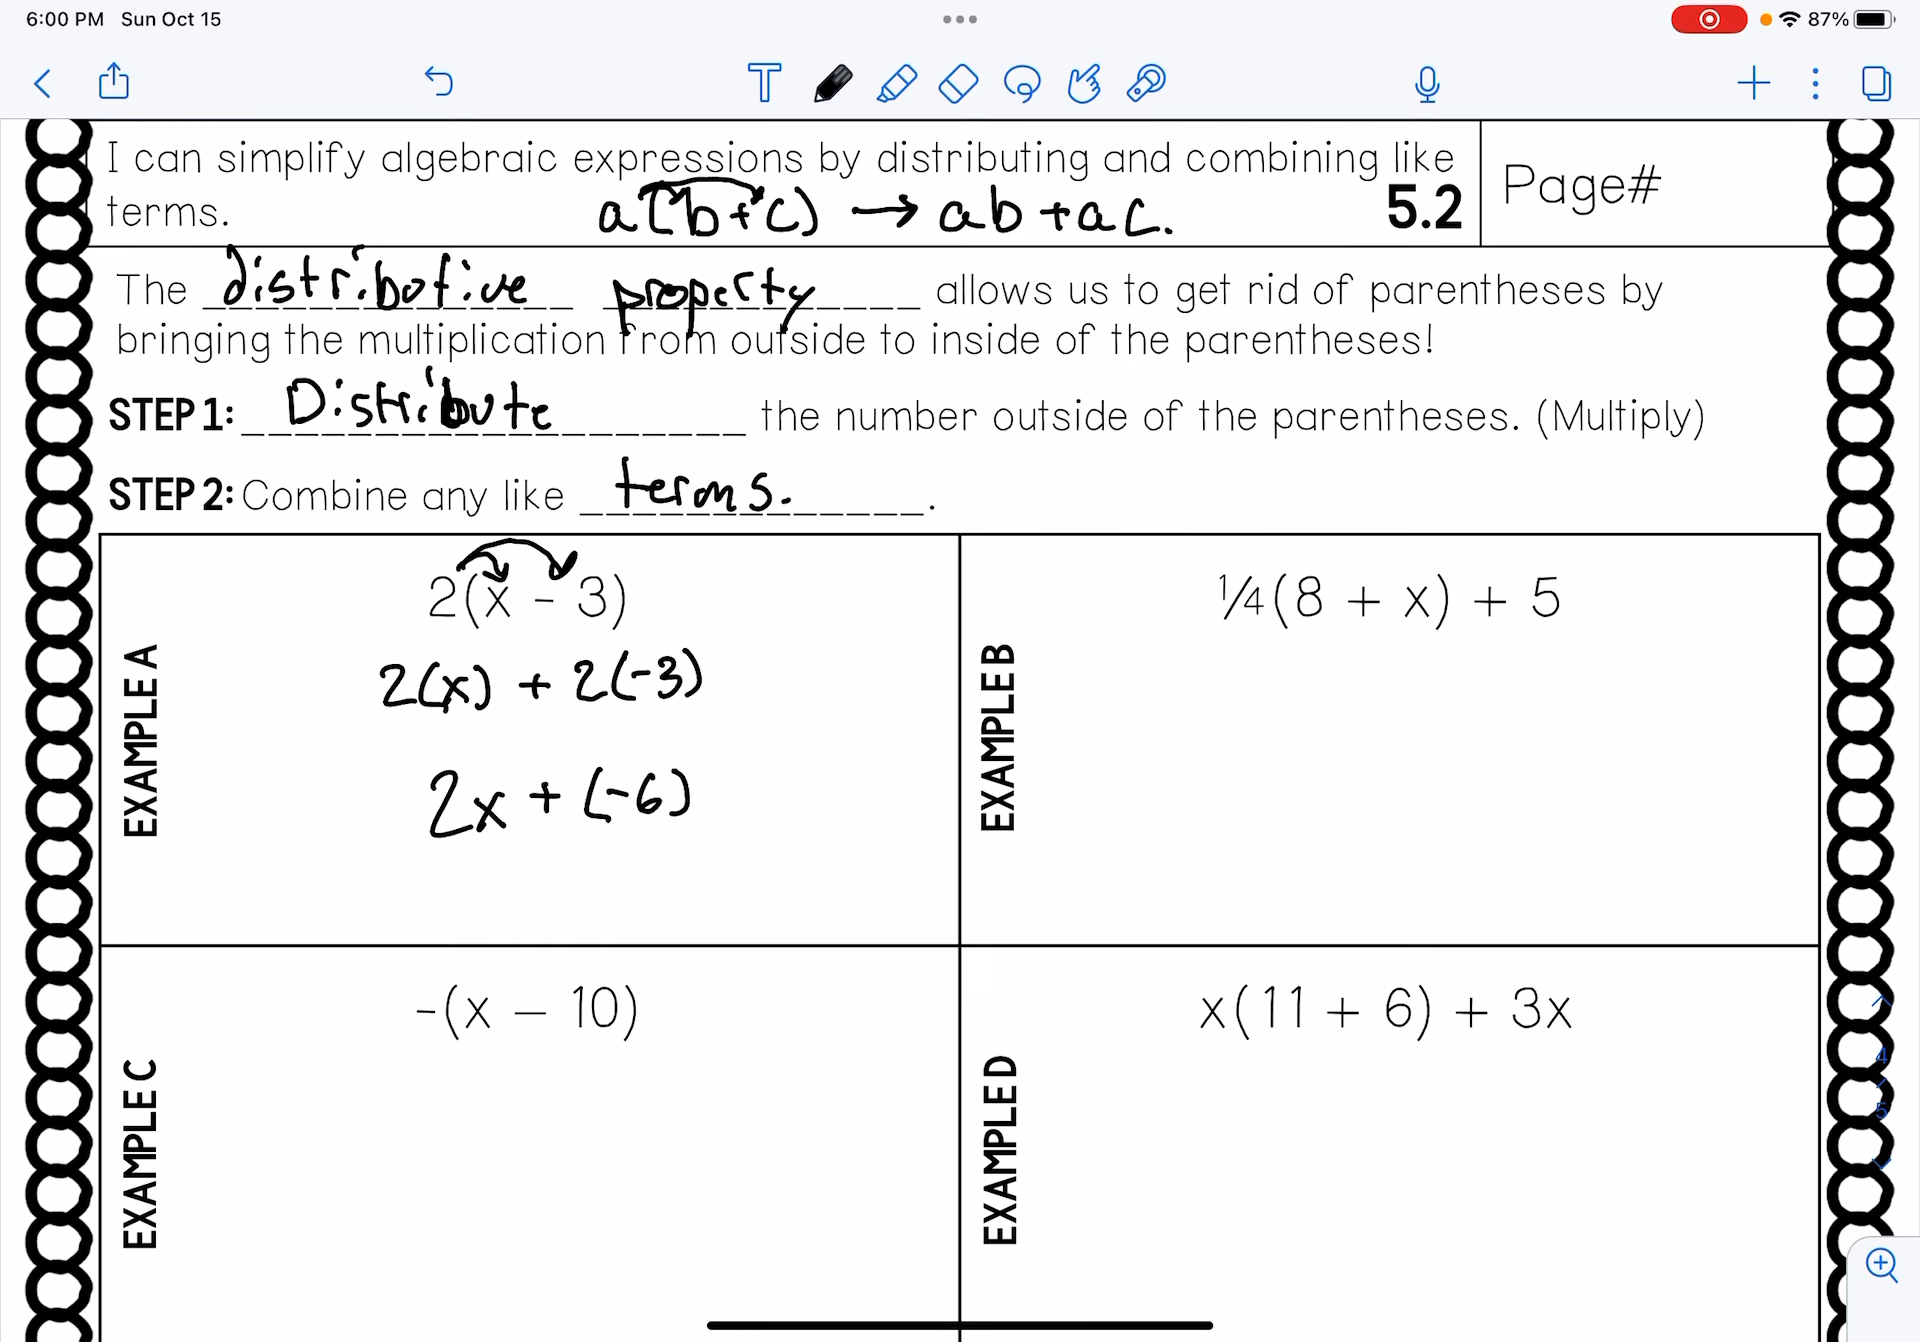 6:00 PM Sun Oct 15
87%
I can simplify algebraic expressions by distributing and combining like
terms. a(b+c) → ab+ac. 5.2
Page#
The distributive property allows us to get rid of parentheses by
bringing the multiplication from outside to inside of the parentheses!
STEP 1: Distribute the number outside of the parentheses. (Multiply)
STEP 2: Combine any like terms.
EXAMPLE A
2(x - 3)
2(x) + 2(-3)
2x + (-6)
EXAMPLE B
¼(8 + x) + 5
EXAMPLE C
-(x – 10)
EXAMPLE D
x(11 + 6) + 3x
4
/
5